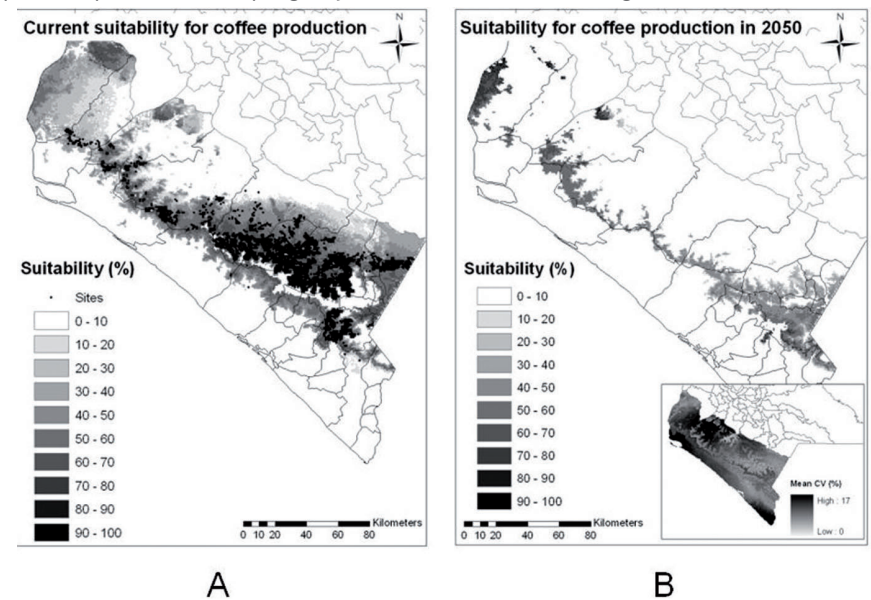 Current suitability for coffee production
N
Suitability (%)
Sites
0 - 10
10 - 20
20 - 30
30 - 40
40 - 50
50 - 60
60 - 70
70 - 80
80 - 90
90 - 100
Kilometers
0 10 20 40 60 80
A
Suitability for coffee production in 2050
N
Suitability (%)
0 - 10
10 - 20
20 - 30
30 - 40
40 - 50
50 - 60
60 - 70
70 - 80
80 - 90
90 - 100
Kilometers
0 10 20 40 60 80
Mean CV (%)
High : 17
Low : 0
B